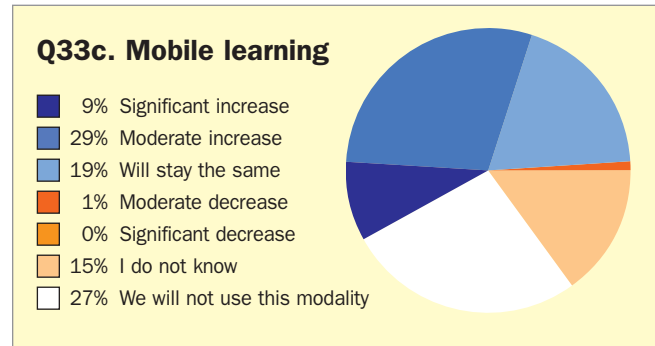 Q33c. Mobile learning
9% Significant increase
29% Moderate increase
19% Will stay the same
1% Moderate decrease
0% Significant decrease
15% I do not know
27% We will not use this modality